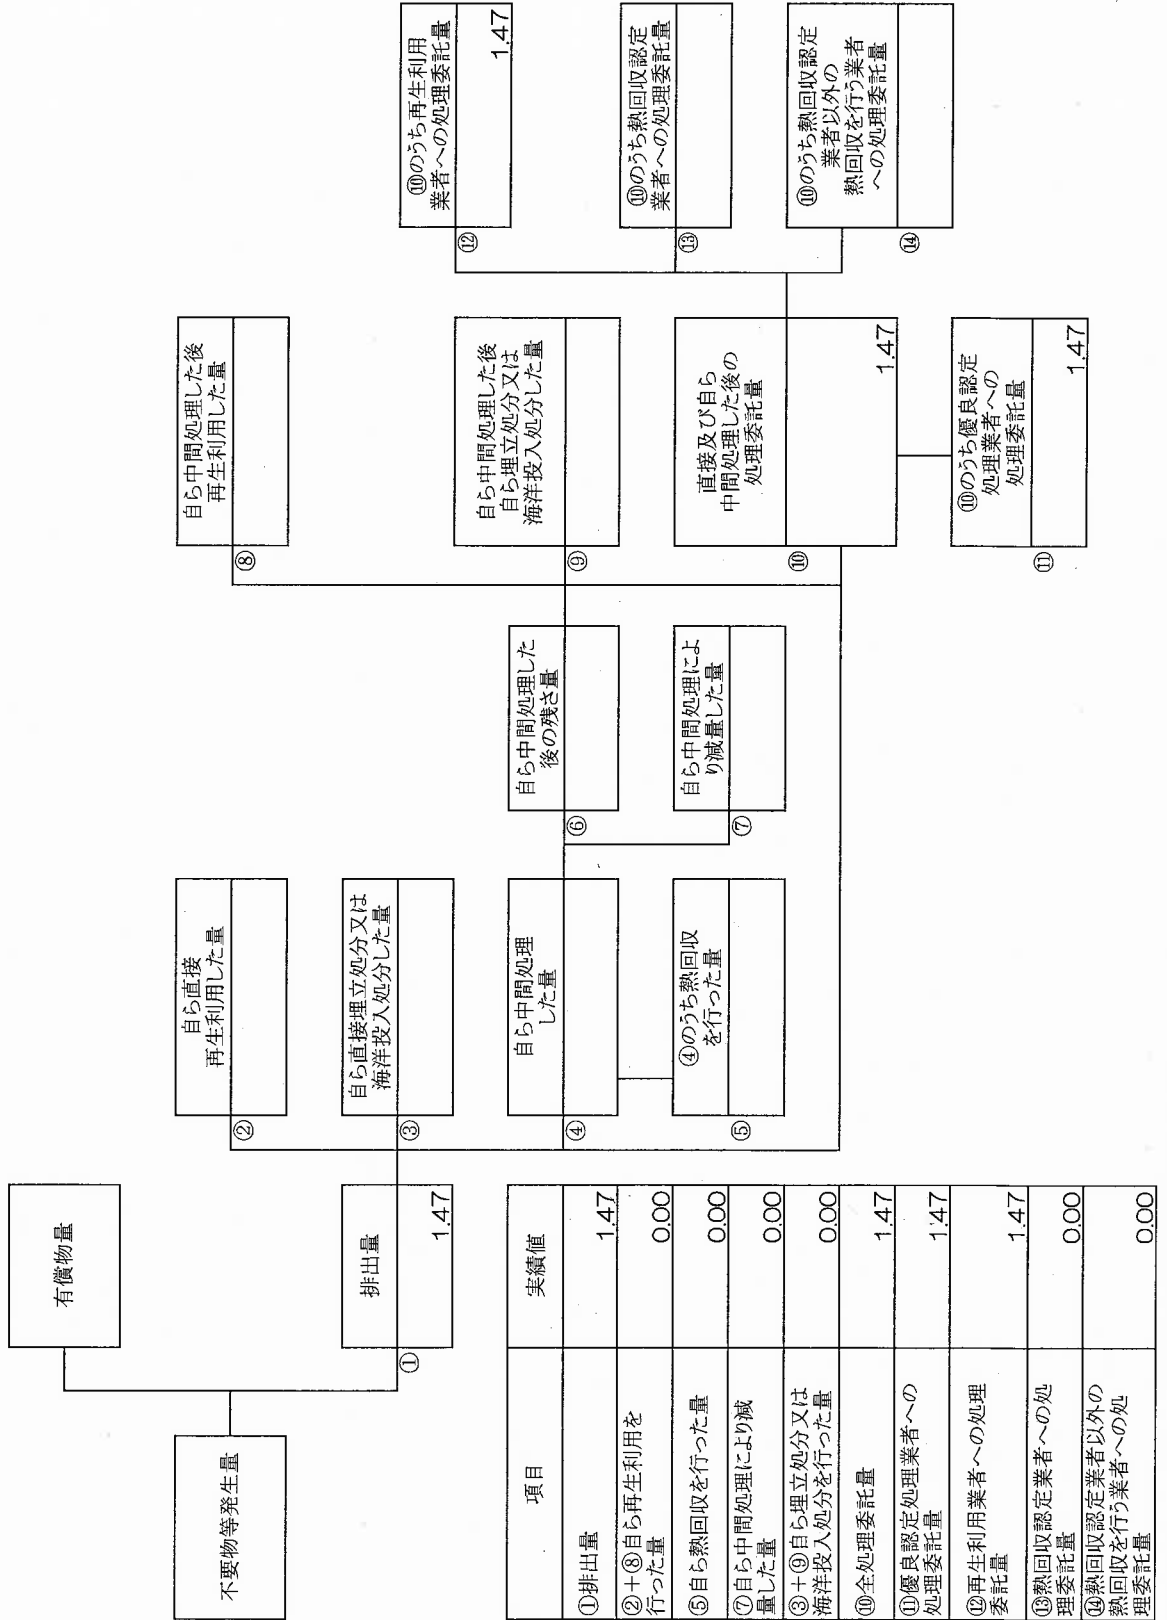 不要物等発生量
有償物量
排出量
①
1.47
自ら直接
再生利用した量
②
自ら直接埋立処分又は
海洋投入処分した量
③
自ら中間処理
した量
④
④のうち熱回収
を行った量
⑤
自ら中間処理した
後の残さ量
⑥
自ら中間処理によ
り減量した量
⑦
自ら中間処理した後
再生利用した量
⑧
自ら中間処理した後
自ら埋立処分又は
海洋投入処分した量
⑨
直接及び自ら
中間処理した後の
処理委託量
⑩
1.47
⑩のうち優良認定
処理業者への
処理委託量
⑪
1.47
⑩のうち再生利用
業者への処理委託量
⑫
1.47
⑩のうち熱回収認定
業者への処理委託量
⑬
⑩のうち熱回収認定
業者以外の
熱回収を行う業者
への処理委託量
⑭
項目 実績値
①排出量 1.47
②+⑧自ら再生利用を
行った量 0.00
⑤自ら熱回収を行った量 0.00
⑦自ら中間処理により減
量した量 0.00
③+⑨自ら埋立処分又は
海洋投入処分を行った量 0.00
⑩全処理委託量 1.47
⑪優良認定処理業者への
処理委託量 1.47
⑫再生利用業者への処理
委託量 1.47
⑬熱回収認定業者への処
理委託量 0.00
⑭熱回収認定業者以外の
熱回収を行う業者への処
理委託量 0.00